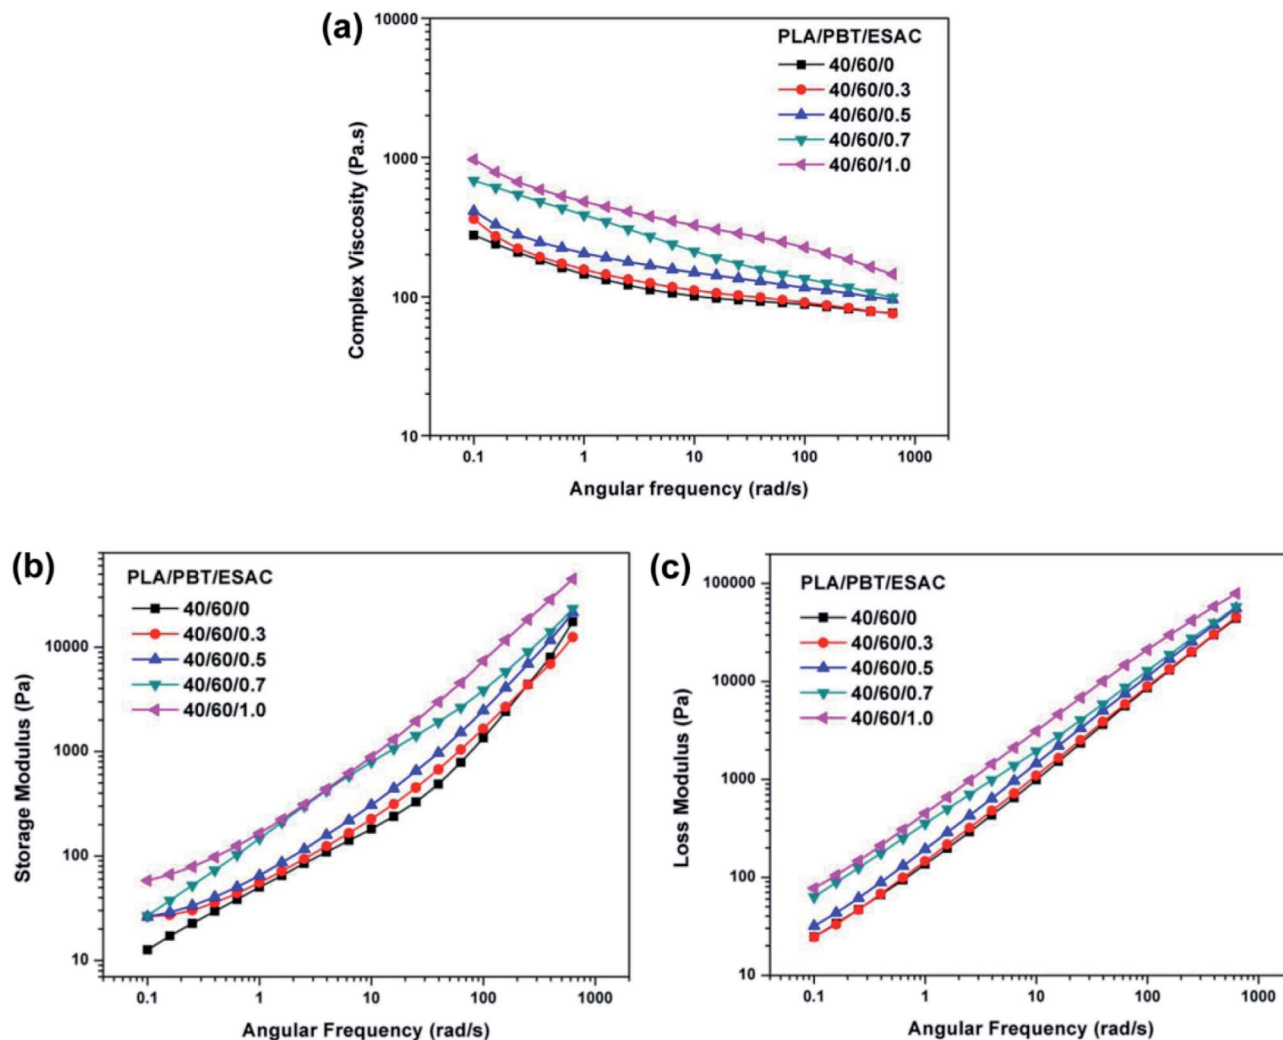 (a)
10000
1000
100
10
Complex Viscosity (Pa.s)
PLA/PBT/ESAC
40/60/0
40/60/0.3
40/60/0.5
40/60/0.7
40/60/1.0
0.1 1 10 100 1000
Angular frequency (rad/s)
(b)
10000
1000
100
10
Storage Modulus (Pa)
PLA/PBT/ESAC
40/60/0
40/60/0.3
40/60/0.5
40/60/0.7
40/60/1.0
0.1 1 10 100 1000
Angular Frequency (rad/s)
(c)
100000
10000
1000
100
10
Loss Modulus (Pa)
PLA/PBT/ESAC
40/60/0
40/60/0.3
40/60/0.5
40/60/0.7
40/60/1.0
0.1 1 10 100 1000
Angular Frequency (rad/s)